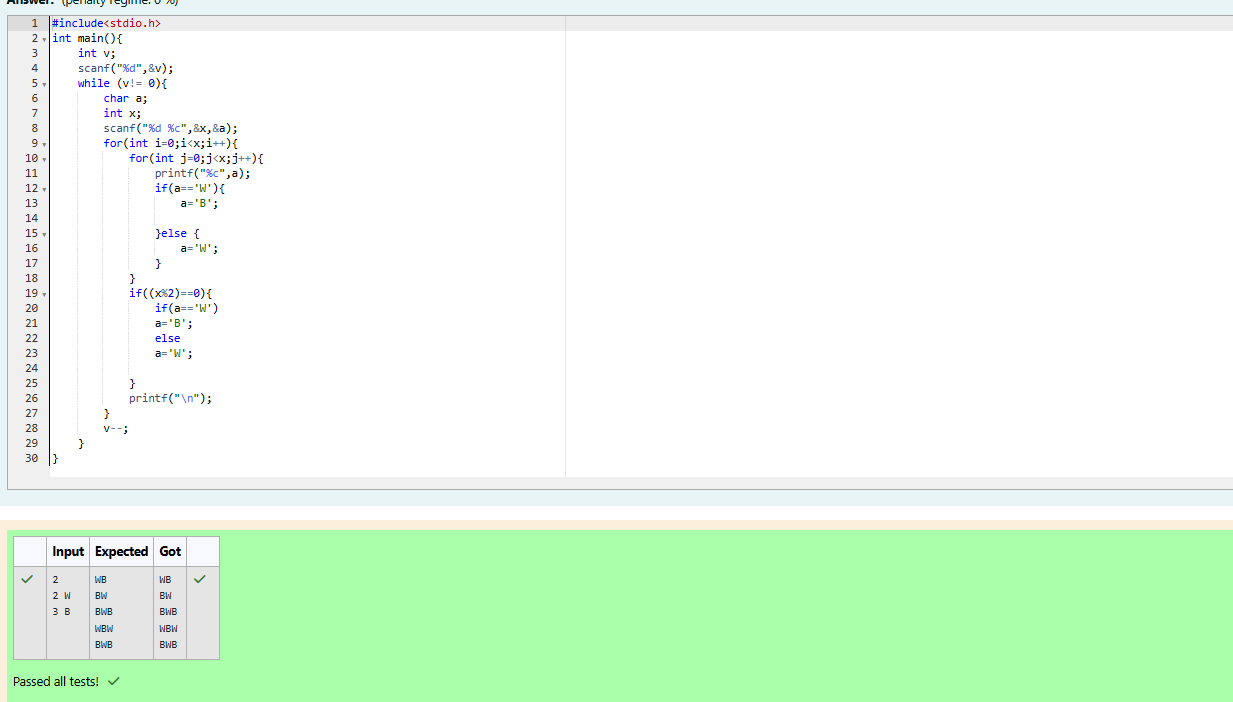 Answer: (penalty regime: 0 %)
1 #include<stdio.h>
2 int main(){
3     int v;
4     scanf("%d",&v);
5     while (v!= 0){
6         char a;
7         int x;
8         scanf("%d %c",&x,&a);
9         for(int i=0;i<x;i++){
10             for(int j=0;j<x;j++){
11                 printf("%c",a);
12                 if(a=='W'){
13                     a='B';
14
15                 }else {
16                     a='W';
17                 }
18             }
19             if((x%2)==0){
20                 if(a=='W')
21                 a='B';
22                 else
23                 a='W';
24
25             }
26             printf("\n");
27         }
28         v--;
29     }
30 }
Input Expected Got
2 WB WB
2 W BW BW
3 B BWB BWB
WBW WBW
BWB BWB
Passed all tests!